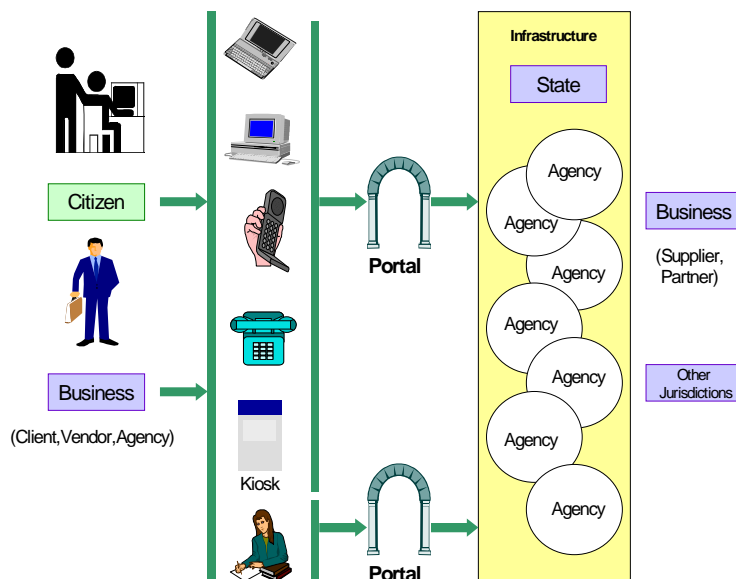 Infrastructure
State
Citizen
Business
(Client,Vendor,Agency)
Kiosk
Portal
Portal
Agency
Agency
Agency
Agency
Agency
Agency
Agency
Business
(Supplier,
Partner)
Other
Jurisdictions